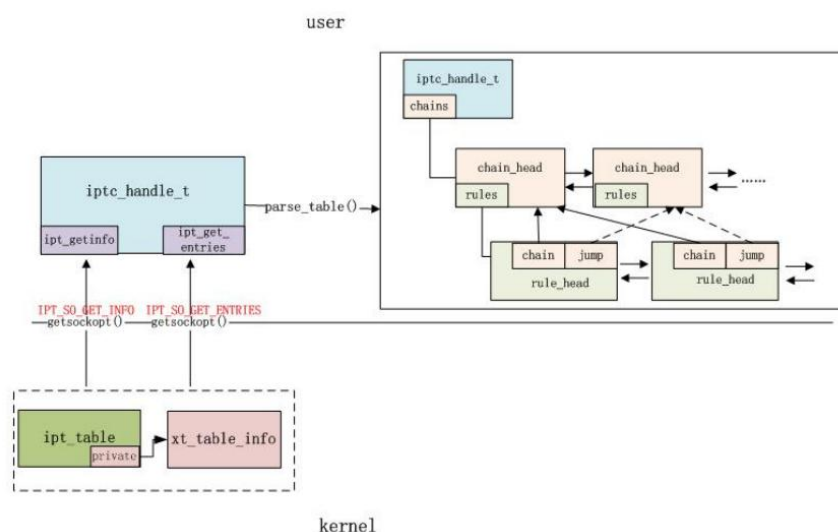 user
iptc_handle_t
chains
chain_head
chain_head
rules
rules
......
iptc_handle_t
ipt_getinfo
ipt_get_
entries
parse_table()
chain
jump
chain
jump
rule_head
rule_head
IPT_SO_GET_INFO
IPT_SO_GET_ENTRIES
getsockopt()
getsockopt()
ipt_table
private
xt_table_info
kernel